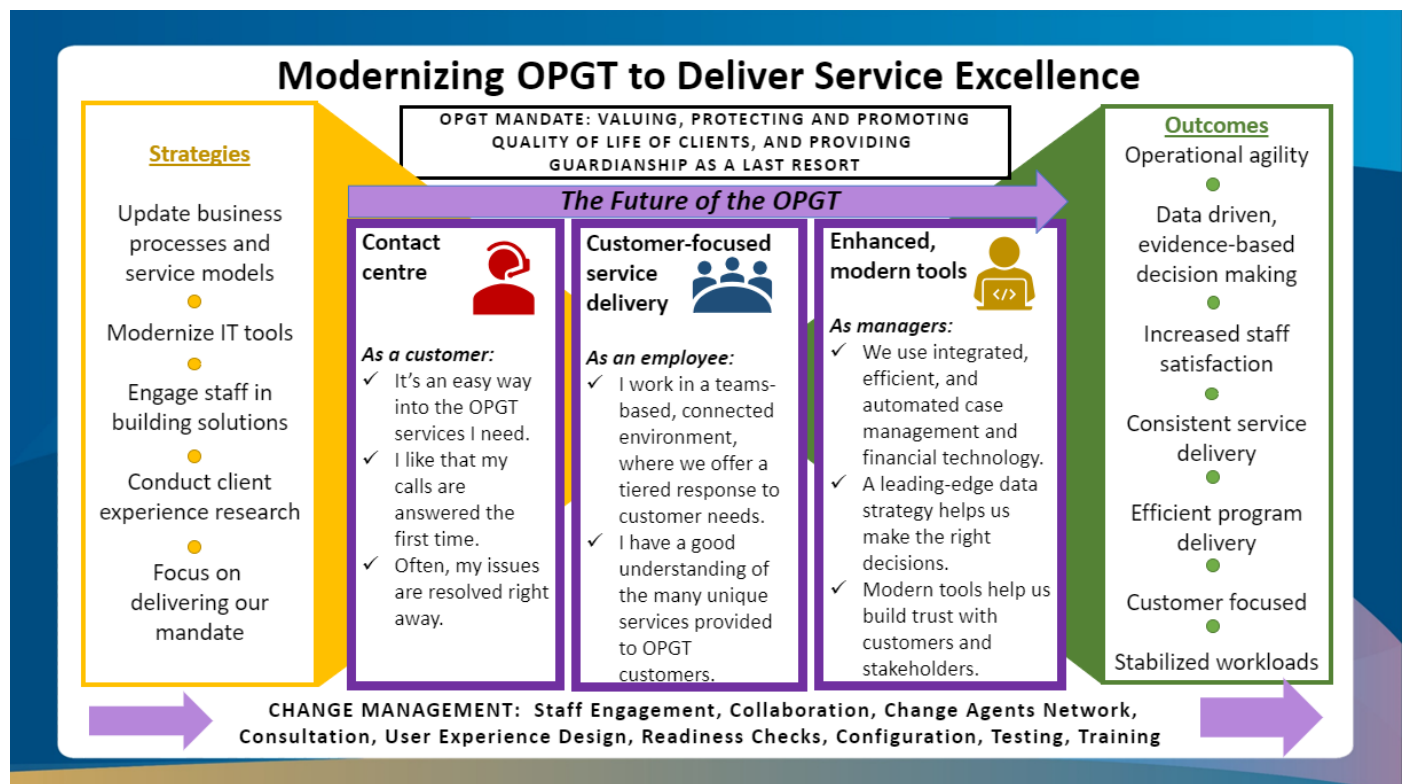 Modernizing OPGT to Deliver Service Excellence
OPGT MANDATE: VALUING, PROTECTING AND PROMOTING
QUALITY OF LIFE OF CLIENTS, AND PROVIDING
GUARDIANSHIP AS A LAST RESORT
Strategies
Update business
processes and
service models
Modernize IT tools
Engage staff in
building solutions
Conduct client
experience research
Focus on
delivering our
mandate
The Future of the OPGT
Contact
centre
As a customer:
✓ It's an easy way
into the OPGT
services I need.
✓ I like that my
calls are
answered the
first time.
✓ Often, my issues
are resolved right
away.
Customer-focused
service
delivery
As an employee:
✓ I work in a teams-
based, connected
environment,
where we offer a
tiered response to
customer needs.
✓ I have a good
understanding of
the many unique
services provided
to OPGT
customers.
Enhanced,
modern tools
</>
As managers:
✓ We use integrated,
efficient, and
automated case
management and
financial technology.
✓ A leading-edge data
strategy helps us
make the right
decisions.
✓ Modern tools help us
build trust with
customers and
stakeholders.
Outcomes
Operational agility
Data driven,
evidence-based
decision making
Increased staff
satisfaction
Consistent service
delivery
Efficient program
delivery
Customer focused
Stabilized workloads
CHANGE MANAGEMENT: Staff Engagement, Collaboration, Change Agents Network,
Consultation, User Experience Design, Readiness Checks, Configuration, Testing, Training